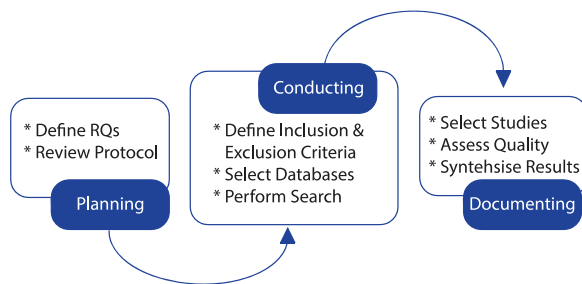 * Define RQs
* Review Protocol
Planning
Conducting
* Define Inclusion &
Exclusion Criteria
* Select Databases
* Perform Search
* Select Studies
* Assess Quality
* Syntehsise Results
Documenting